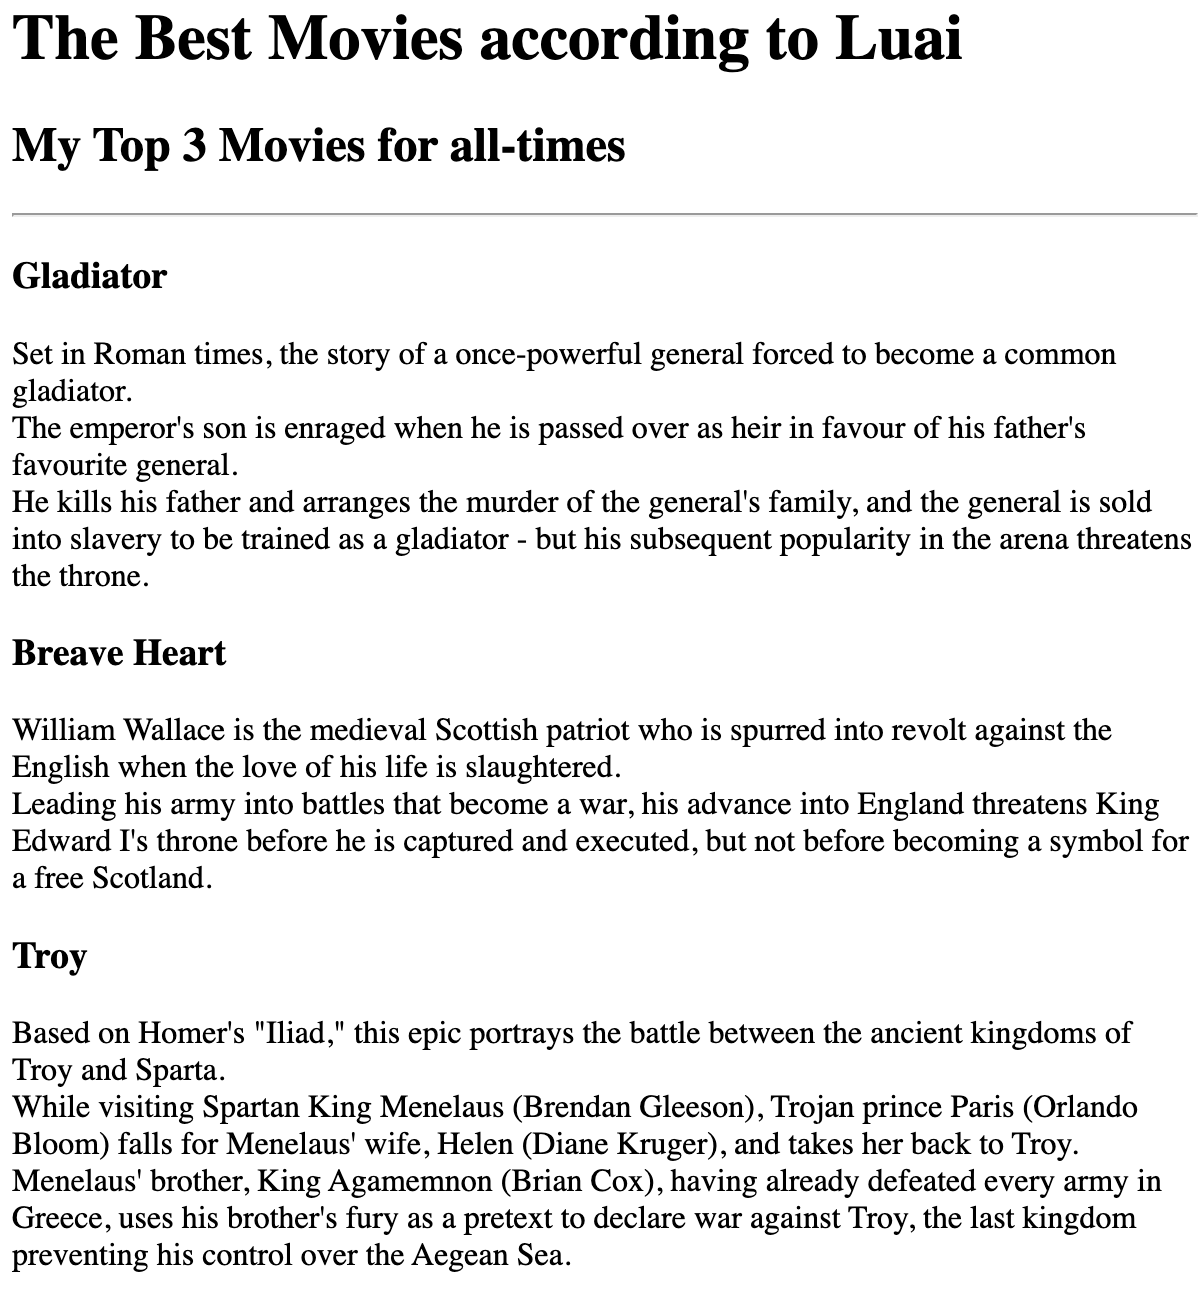 The Best Movies according to Luai
My Top 3 Movies for all-times
Gladiator
Set in Roman times, the story of a once-powerful general forced to become a common
gladiator.
The emperor's son is enraged when he is passed over as heir in favour of his father's
favourite general.
He kills his father and arranges the murder of the general's family, and the general is sold
into slavery to be trained as a gladiator - but his subsequent popularity in the arena threatens
the throne.
Breave Heart
William Wallace is the medieval Scottish patriot who is spurred into revolt against the
English when the love of his life is slaughtered.
Leading his army into battles that become a war, his advance into England threatens King
Edward I's throne before he is captured and executed, but not before becoming a symbol for
a free Scotland.
Troy
Based on Homer's "Iliad," this epic portrays the battle between the ancient kingdoms of
Troy and Sparta.
While visiting Spartan King Menelaus (Brendan Gleeson), Trojan prince Paris (Orlando
Bloom) falls for Menelaus' wife, Helen (Diane Kruger), and takes her back to Troy.
Menelaus' brother, King Agamemnon (Brian Cox), having already defeated every army in
Greece, uses his brother's fury as a pretext to declare war against Troy, the last kingdom
preventing his control over the Aegean Sea.